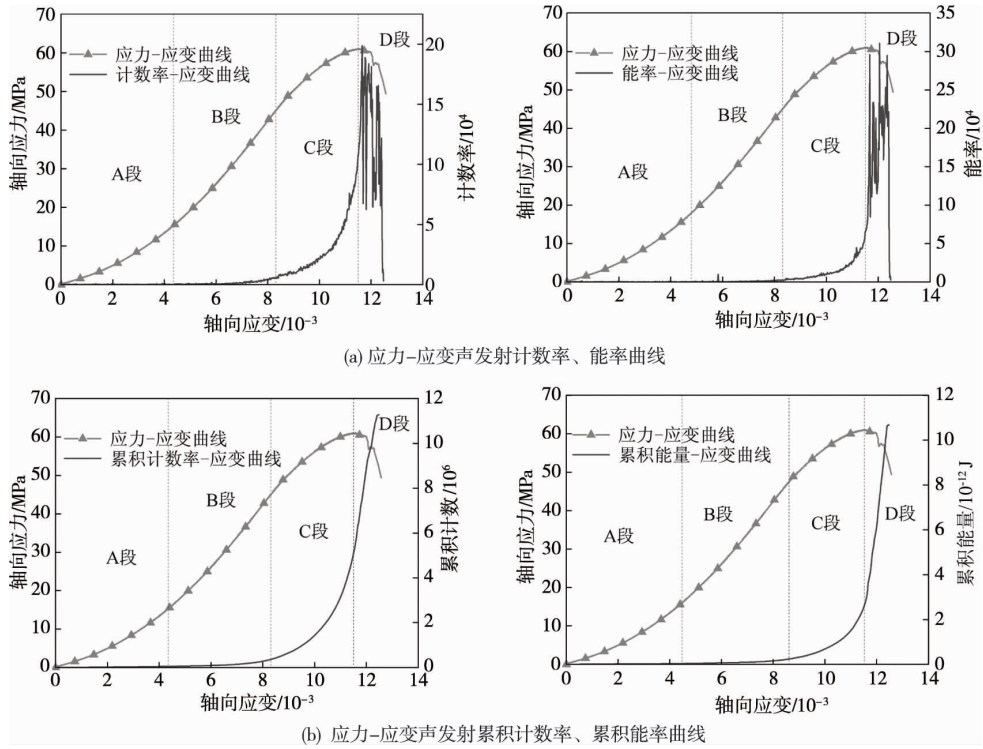 70
60
50
40
30
20
10
0
轴向应力/MPa
应力-应变曲线
计数率-应变曲线
A段
B段
C段
D段
20
15
10
5
0
计数率/10⁴
0 2 4 6 8 10 12 14
轴向应变/10⁻³
70
60
50
40
30
20
10
0
轴向应力/MPa
应力-应变曲线
能率-应变曲线
A段
B段
C段
D段
35
30
25
20
15
10
5
0
能率/10⁴
0 2 4 6 8 10 12 14
轴向应变/10⁻³
(a) 应力-应变声发射计数率、能率曲线
70
60
50
40
30
20
10
0
轴向应力/MPa
应力-应变曲线
累积计数率-应变曲线
A段
B段
C段
D段
12
10
8
6
4
2
0
累积计数/10⁶
0 2 4 6 8 10 12 14
轴向应变/10⁻³
70
60
50
40
30
20
10
0
轴向应力/MPa
应力-应变曲线
累积能量-应变曲线
A段
B段
C段
D段
12
10
8
6
4
2
0
累积能量/10⁻¹²J
0 2 4 6 8 10 12 14
轴向应变/10⁻³
(b) 应力-应变声发射累积计数率、累积能率曲线